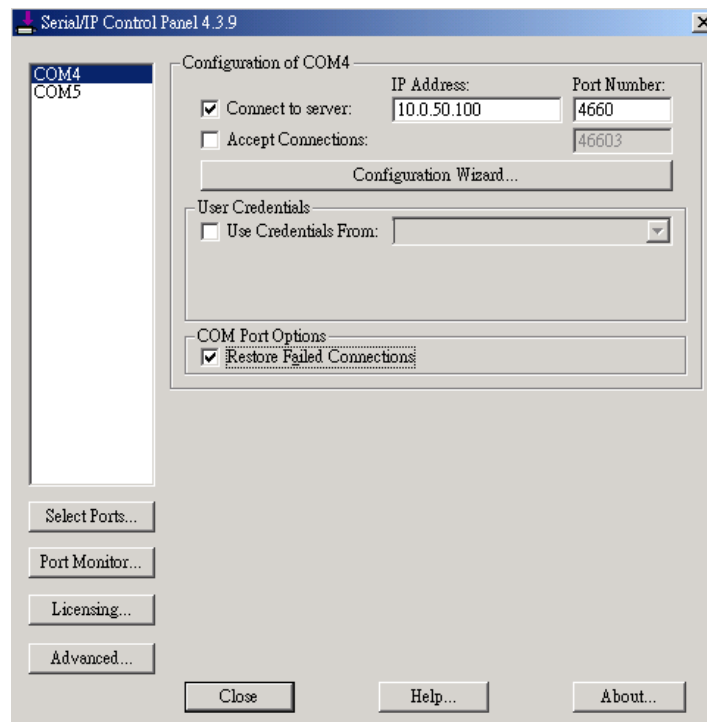 Serial/IP Control Panel 4.3.9
COM4
COM5
Configuration of COM4
IP Address: Port Number:
Connect to server: 10.0.50.100 4660
Accept Connections: 46603
Configuration Wizard...
User Credentials
Use Credentials From:
COM Port Options
Restore Failed Connections
Select Ports...
Port Monitor...
Licensing...
Advanced...
Close Help... About...